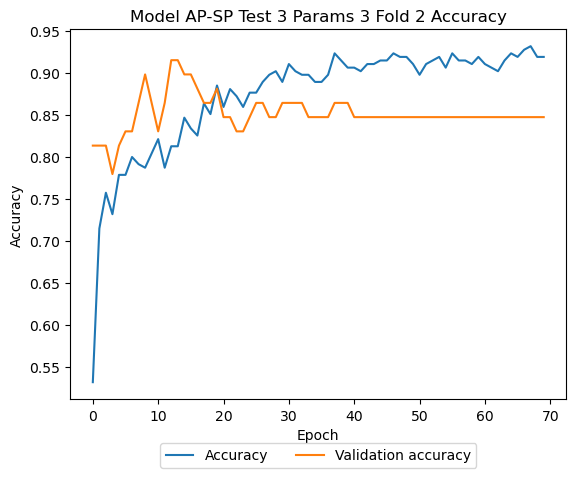 Model AP-SP Test 3 Params 3 Fold 2 Accuracy
0.95
0.90
0.85
0.80
0.75
0.70
0.65
0.60
0.55
Accuracy
0 10 20 30 40 50 60 70
Epoch
Accuracy Validation accuracy